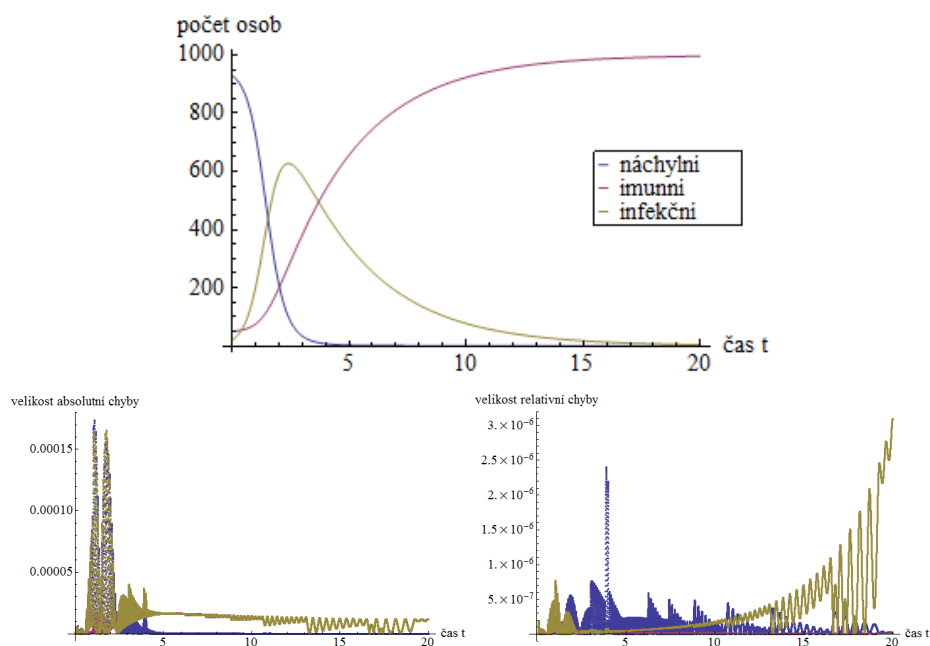 počet osob
1000
800
600
400
200
5 10 15 20
čas t
náchylni
imunni
infekčni
velikost absolutní chyby
0.00015
0.00010
0.00005
5 10 15 20
čas t
velikost relativní chyby
3. × 10⁻⁶
2.5 × 10⁻⁶
2. × 10⁻⁶
1.5 × 10⁻⁶
1. × 10⁻⁶
5. × 10⁻⁷
5 10 15 20
čas t